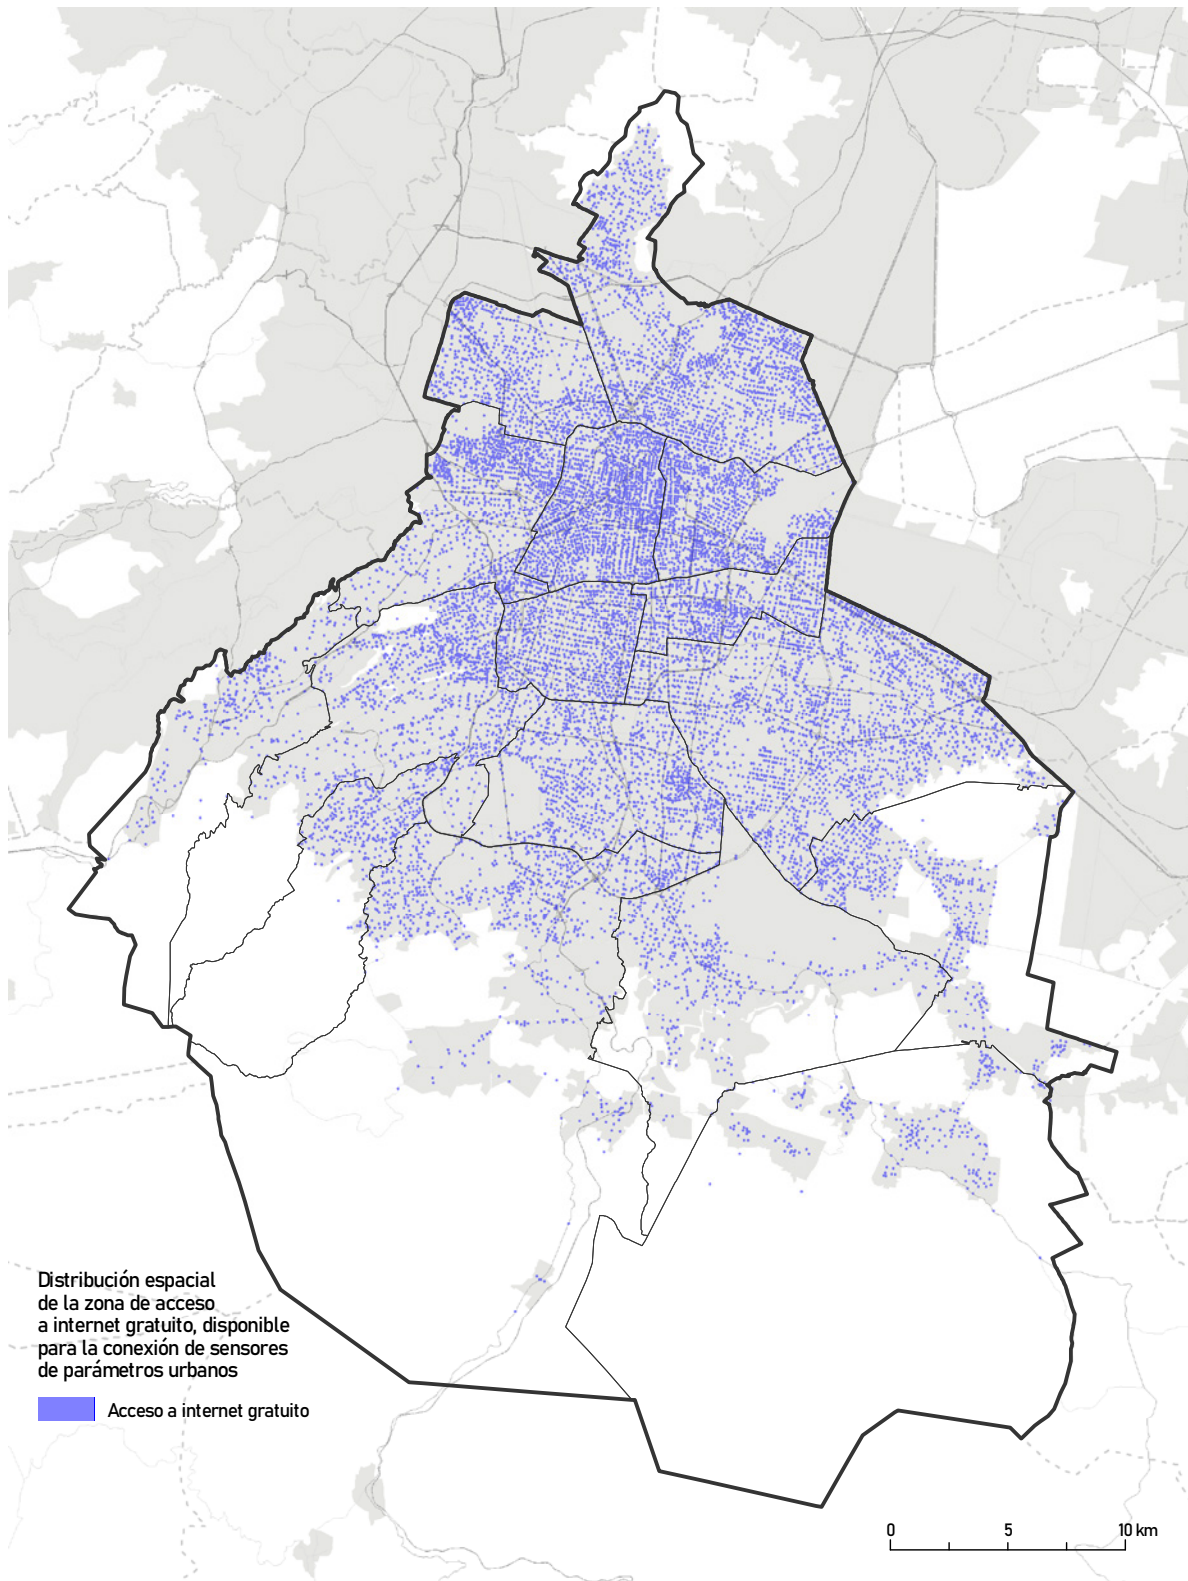 Distribución espacial
de la zona de acceso
a internet gratuito, disponible
para la conexión de sensores
de parámetros urbanos
Acceso a internet gratuito
0 5 10 km